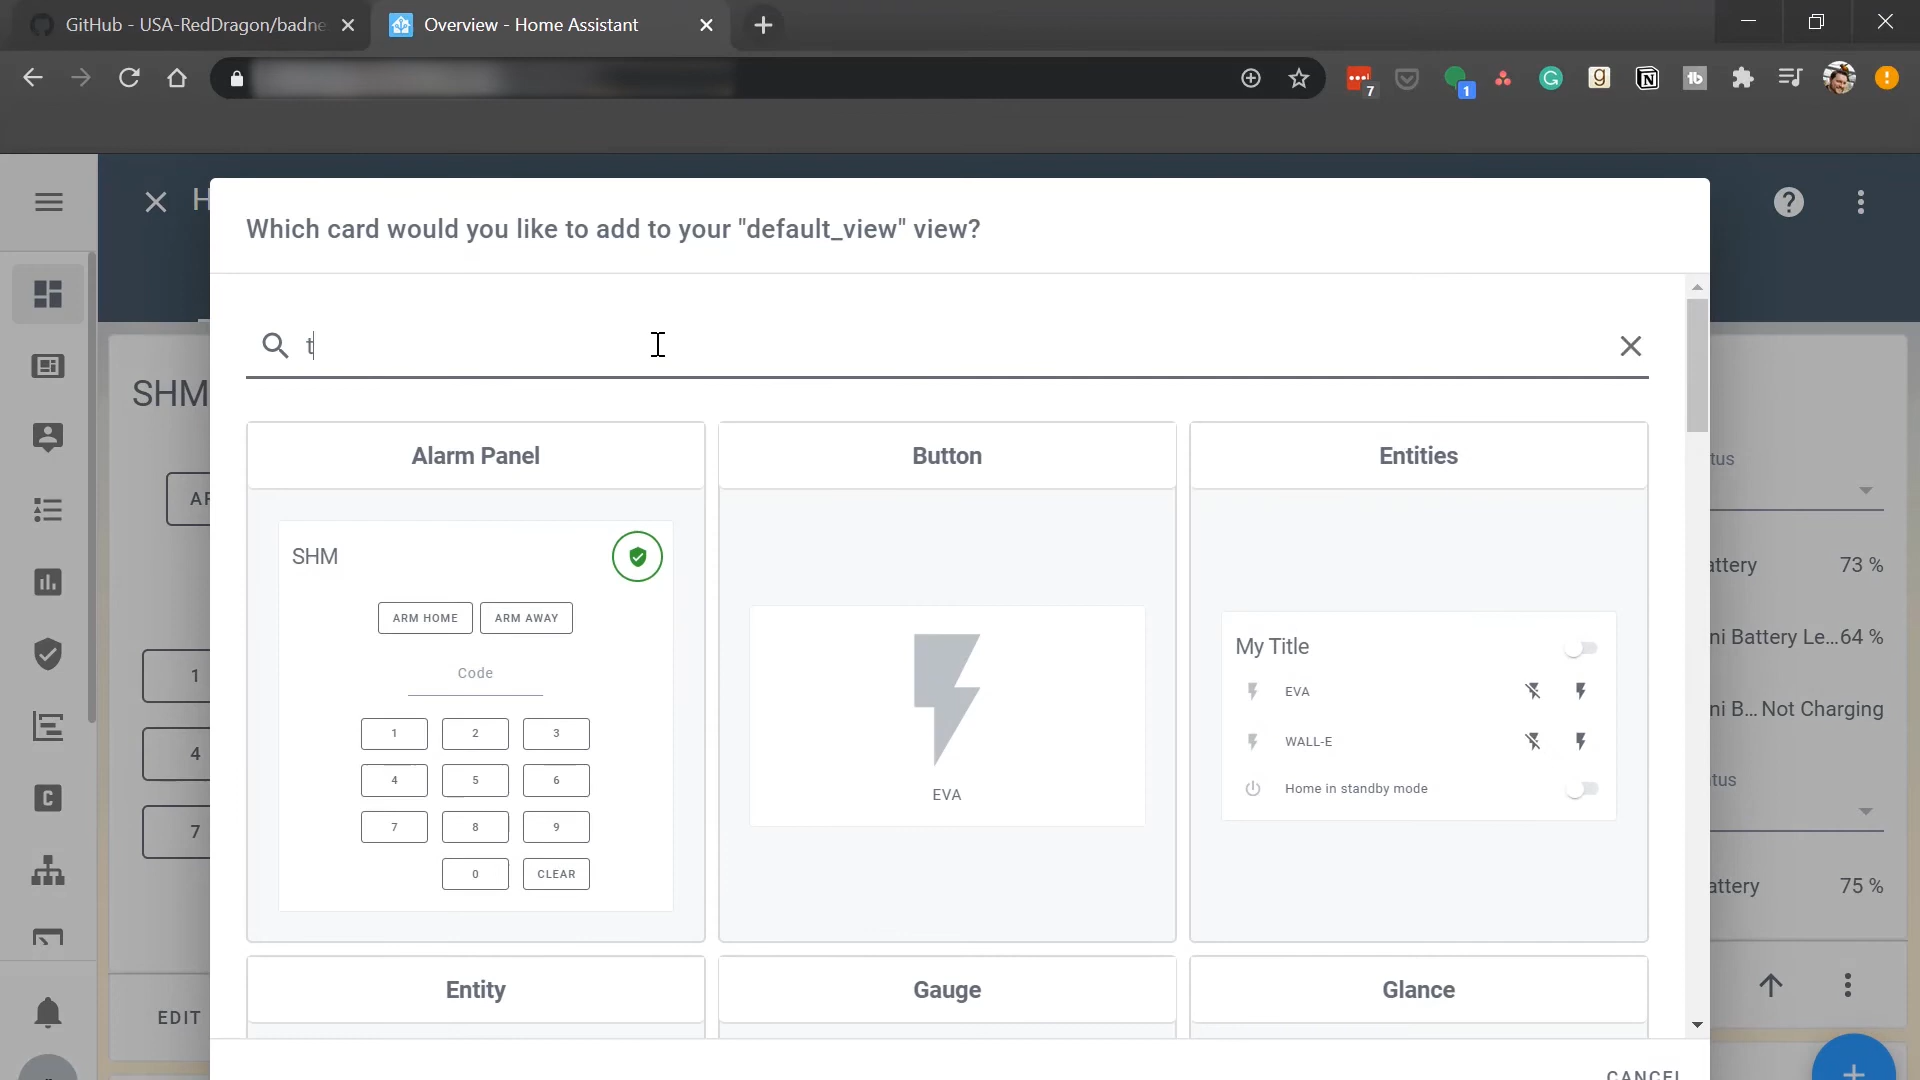 GitHub - USA-RedDragon/badne
Overview - Home Assistant
7
1
Which card would you like to add to your "default_view" view?
t
SHM
Alarm Panel
Button
Entities
SHM
ARM HOME
ARM AWAY
Code
1
2
3
4
5
6
7
8
9
0
CLEAR
EVA
My Title
EVA
WALL-E
Home in standby mode
Entity
Gauge
Glance
AR
1
4
7
EDIT
C
tus
attery 73 %
ni Battery Le...64 %
ni B... Not Charging
tus
attery 75 %
CANCEL